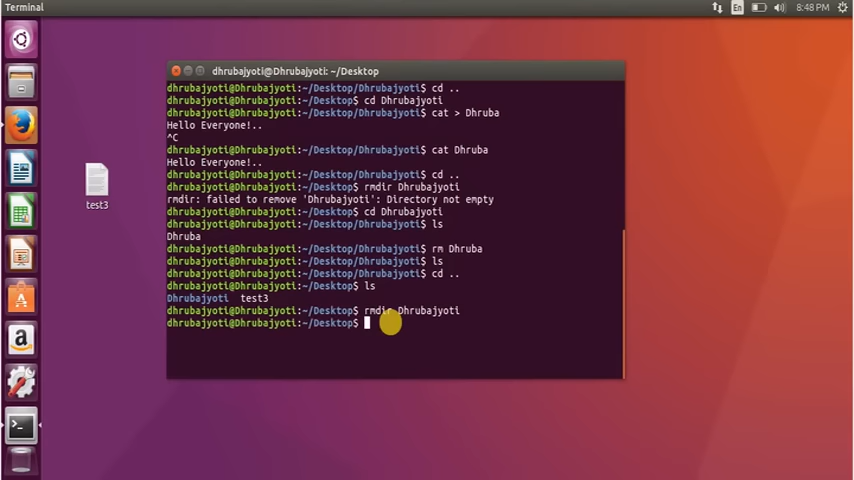 Terminal
En
8:48 PM
dhrubajyoti@Dhrubajyoti: ~/Desktop
dhrubajyoti@Dhrubajyoti:~/Desktop/Dhrubajyoti$ cd ..
dhrubajyoti@Dhrubajyoti:~/Desktop$ cd Dhrubajyoti
dhrubajyoti@Dhrubajyoti:~/Desktop/Dhrubajyoti$ cat > Dhruba
Hello Everyone!..
^C
dhrubajyoti@Dhrubajyoti:~/Desktop/Dhrubajyoti$ cat Dhruba
Hello Everyone!..
dhrubajyoti@Dhrubajyoti:~/Desktop/Dhrubajyoti$ cd ..
dhrubajyoti@Dhrubajyoti:~/Desktop$ rmdir Dhrubajyoti
rmdir: failed to remove 'Dhrubajyoti': Directory not empty
dhrubajyoti@Dhrubajyoti:~/Desktop$ cd Dhrubajyoti
dhrubajyoti@Dhrubajyoti:~/Desktop/Dhrubajyoti$ ls
Dhruba
dhrubajyoti@Dhrubajyoti:~/Desktop/Dhrubajyoti$ rm Dhruba
dhrubajyoti@Dhrubajyoti:~/Desktop/Dhrubajyoti$ ls
dhrubajyoti@Dhrubajyoti:~/Desktop/Dhrubajyoti$ cd ..
dhrubajyoti@Dhrubajyoti:~/Desktop$ ls
Dhrubajyoti test3
dhrubajyoti@Dhrubajyoti:~/Desktop$ rmdir Dhrubajyoti
dhrubajyoti@Dhrubajyoti:~/Desktop$
test3